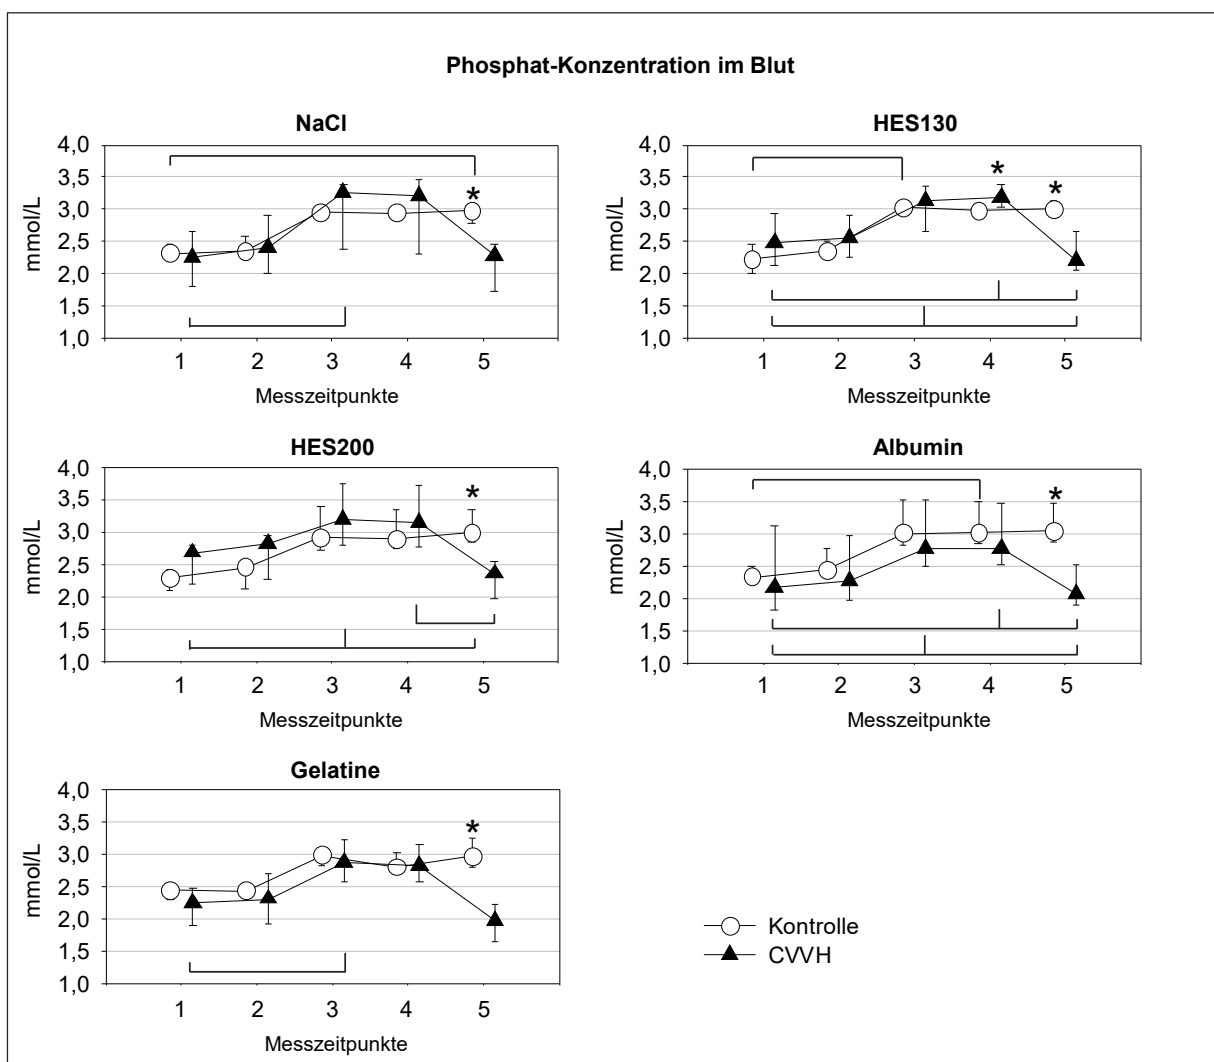 Phosphat-Konzentration im Blut
NaCl
4,0
3,5
3,0
2,5
2,0
1,5
1,0
mmol/L
1 2 3 4 5
Messzeitpunkte
HES130
4,0
3,5
3,0
2,5
2,0
1,5
1,0
mmol/L
* *
1 2 3 4 5
Messzeitpunkte
HES200
4,0
3,5
3,0
2,5
2,0
1,5
1,0
mmol/L
*
1 2 3 4 5
Messzeitpunkte
Albumin
4,0
3,5
3,0
2,5
2,0
1,5
1,0
mmol/L
*
1 2 3 4 5
Messzeitpunkte
Gelatine
4,0
3,5
3,0
2,5
2,0
1,5
1,0
mmol/L
*
1 2 3 4 5
Messzeitpunkte
Kontrolle
CVVH